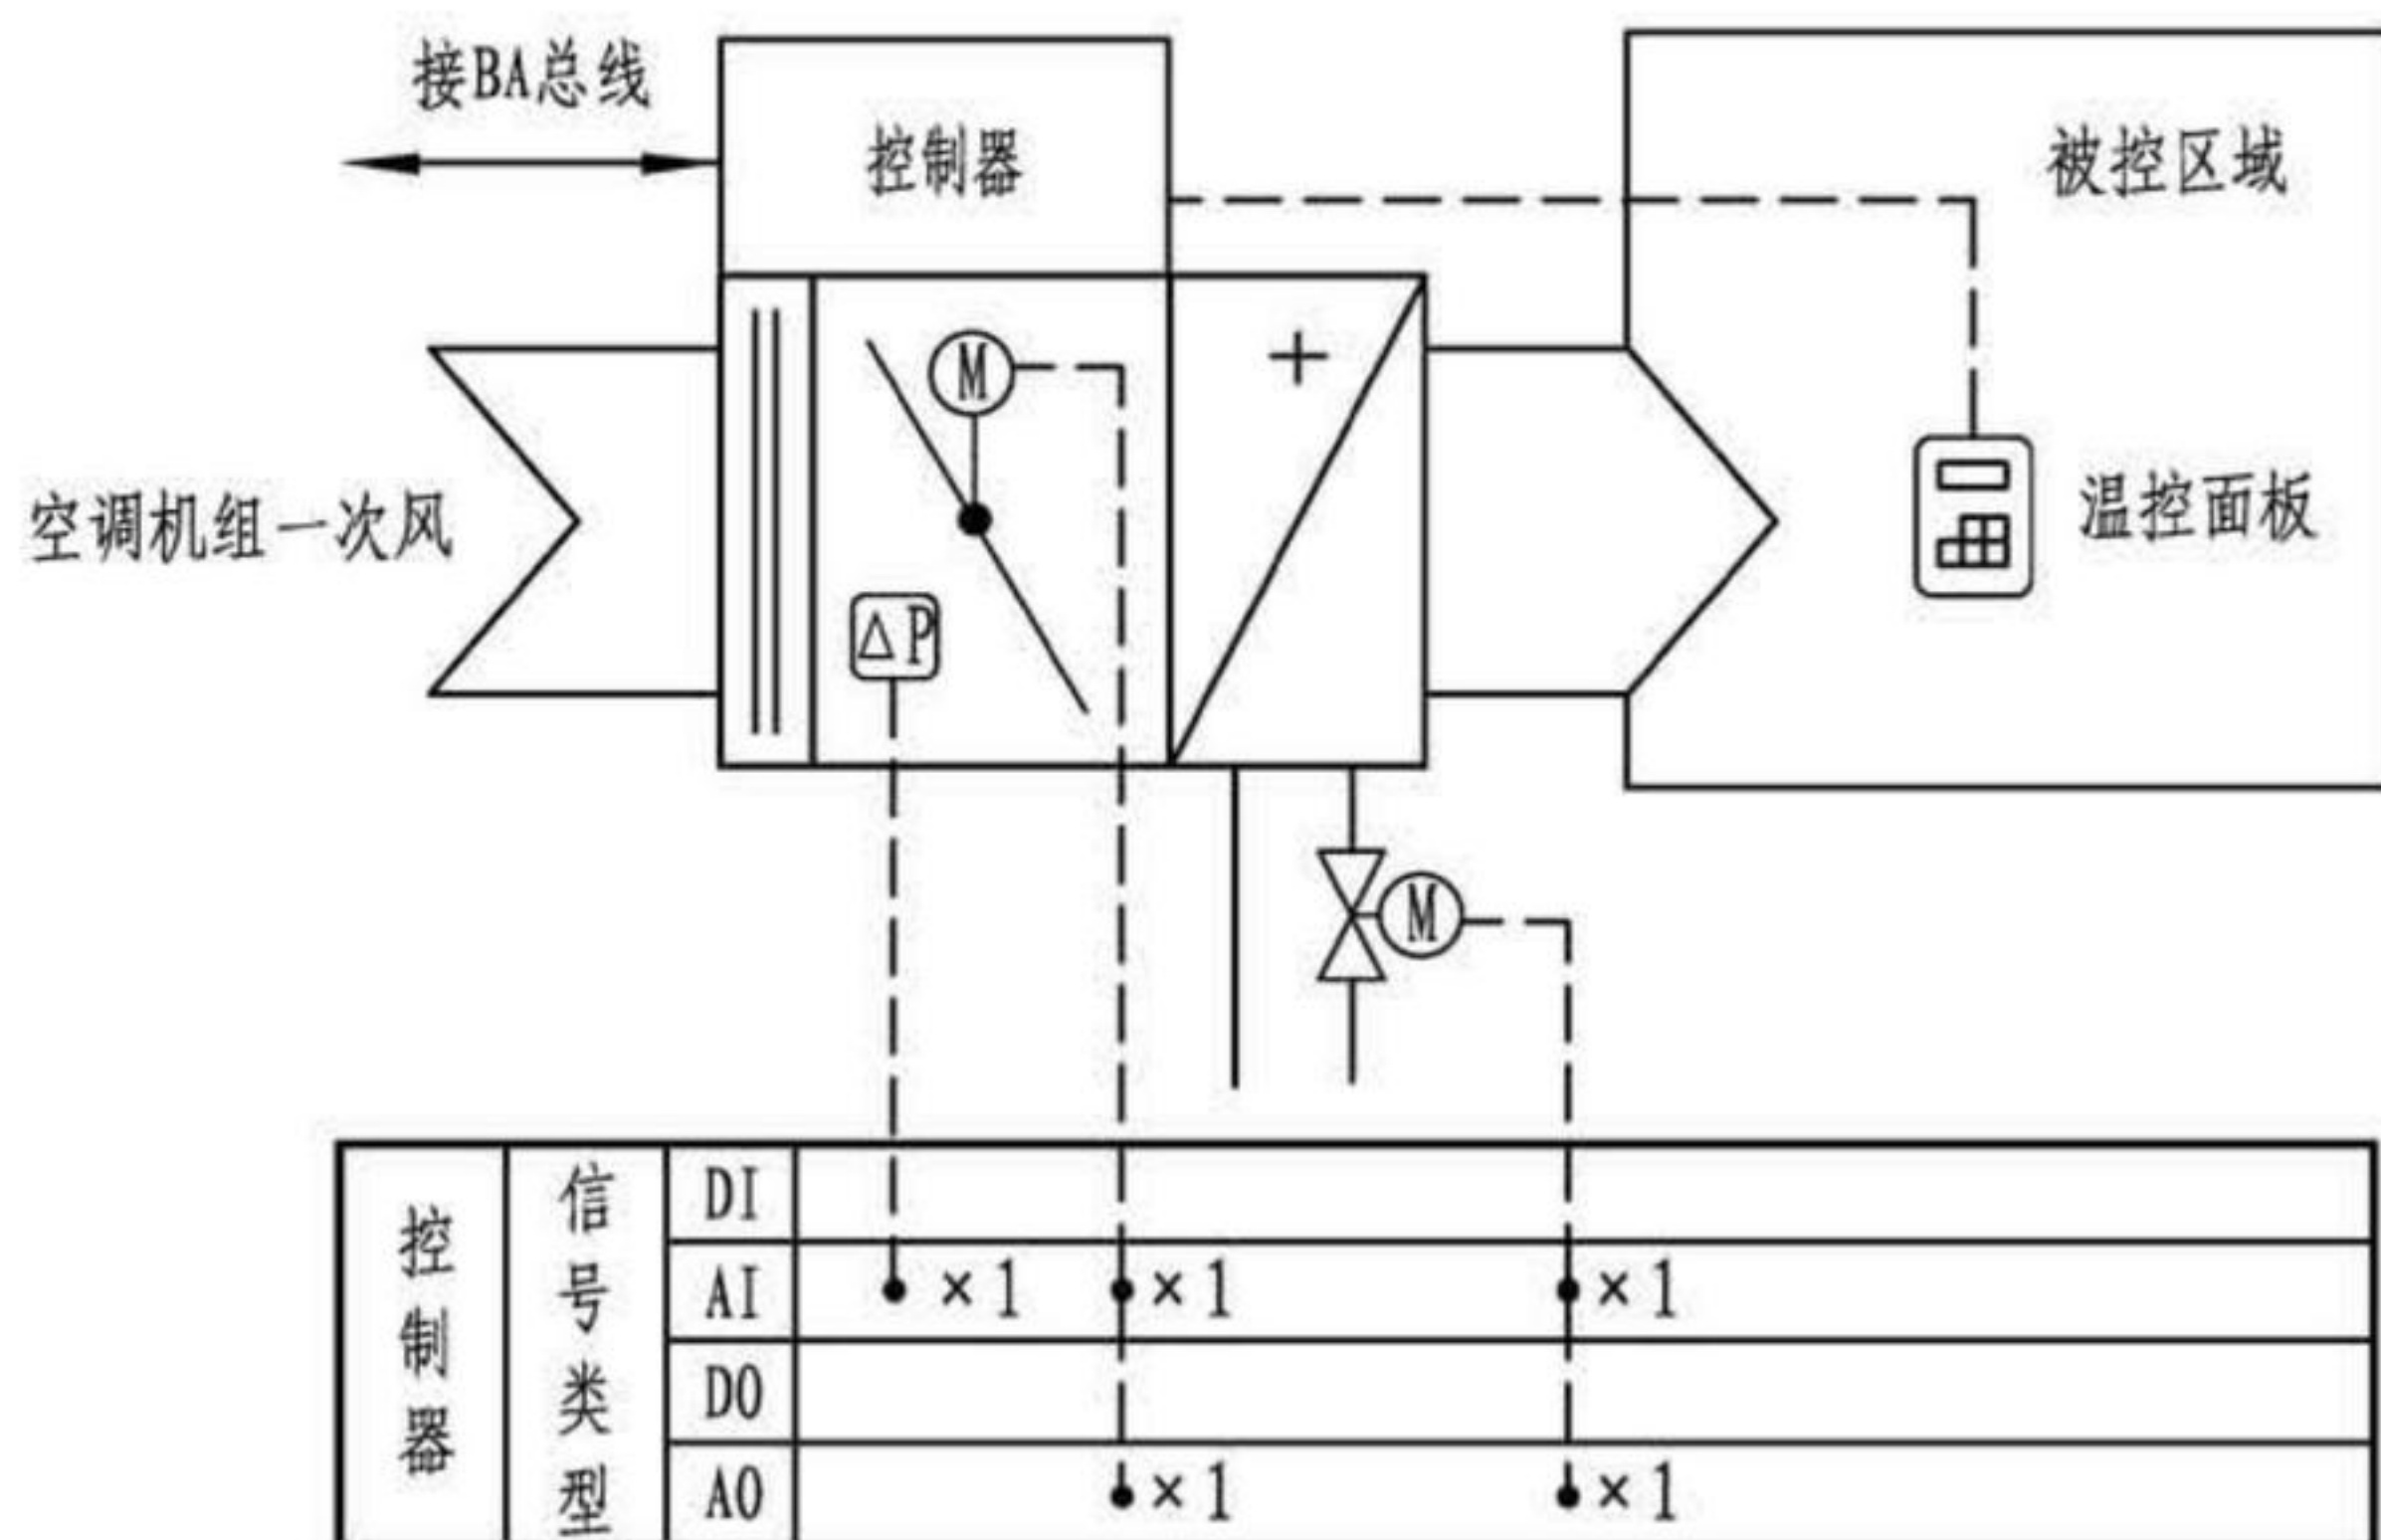 接BA总线
控制器
被控区域
M
+
空调机组一次风
ΔP
温控面板
M
控制器
信号类型
DI
AI ×1 ×1 ×1
DO
AO ×1 ×1